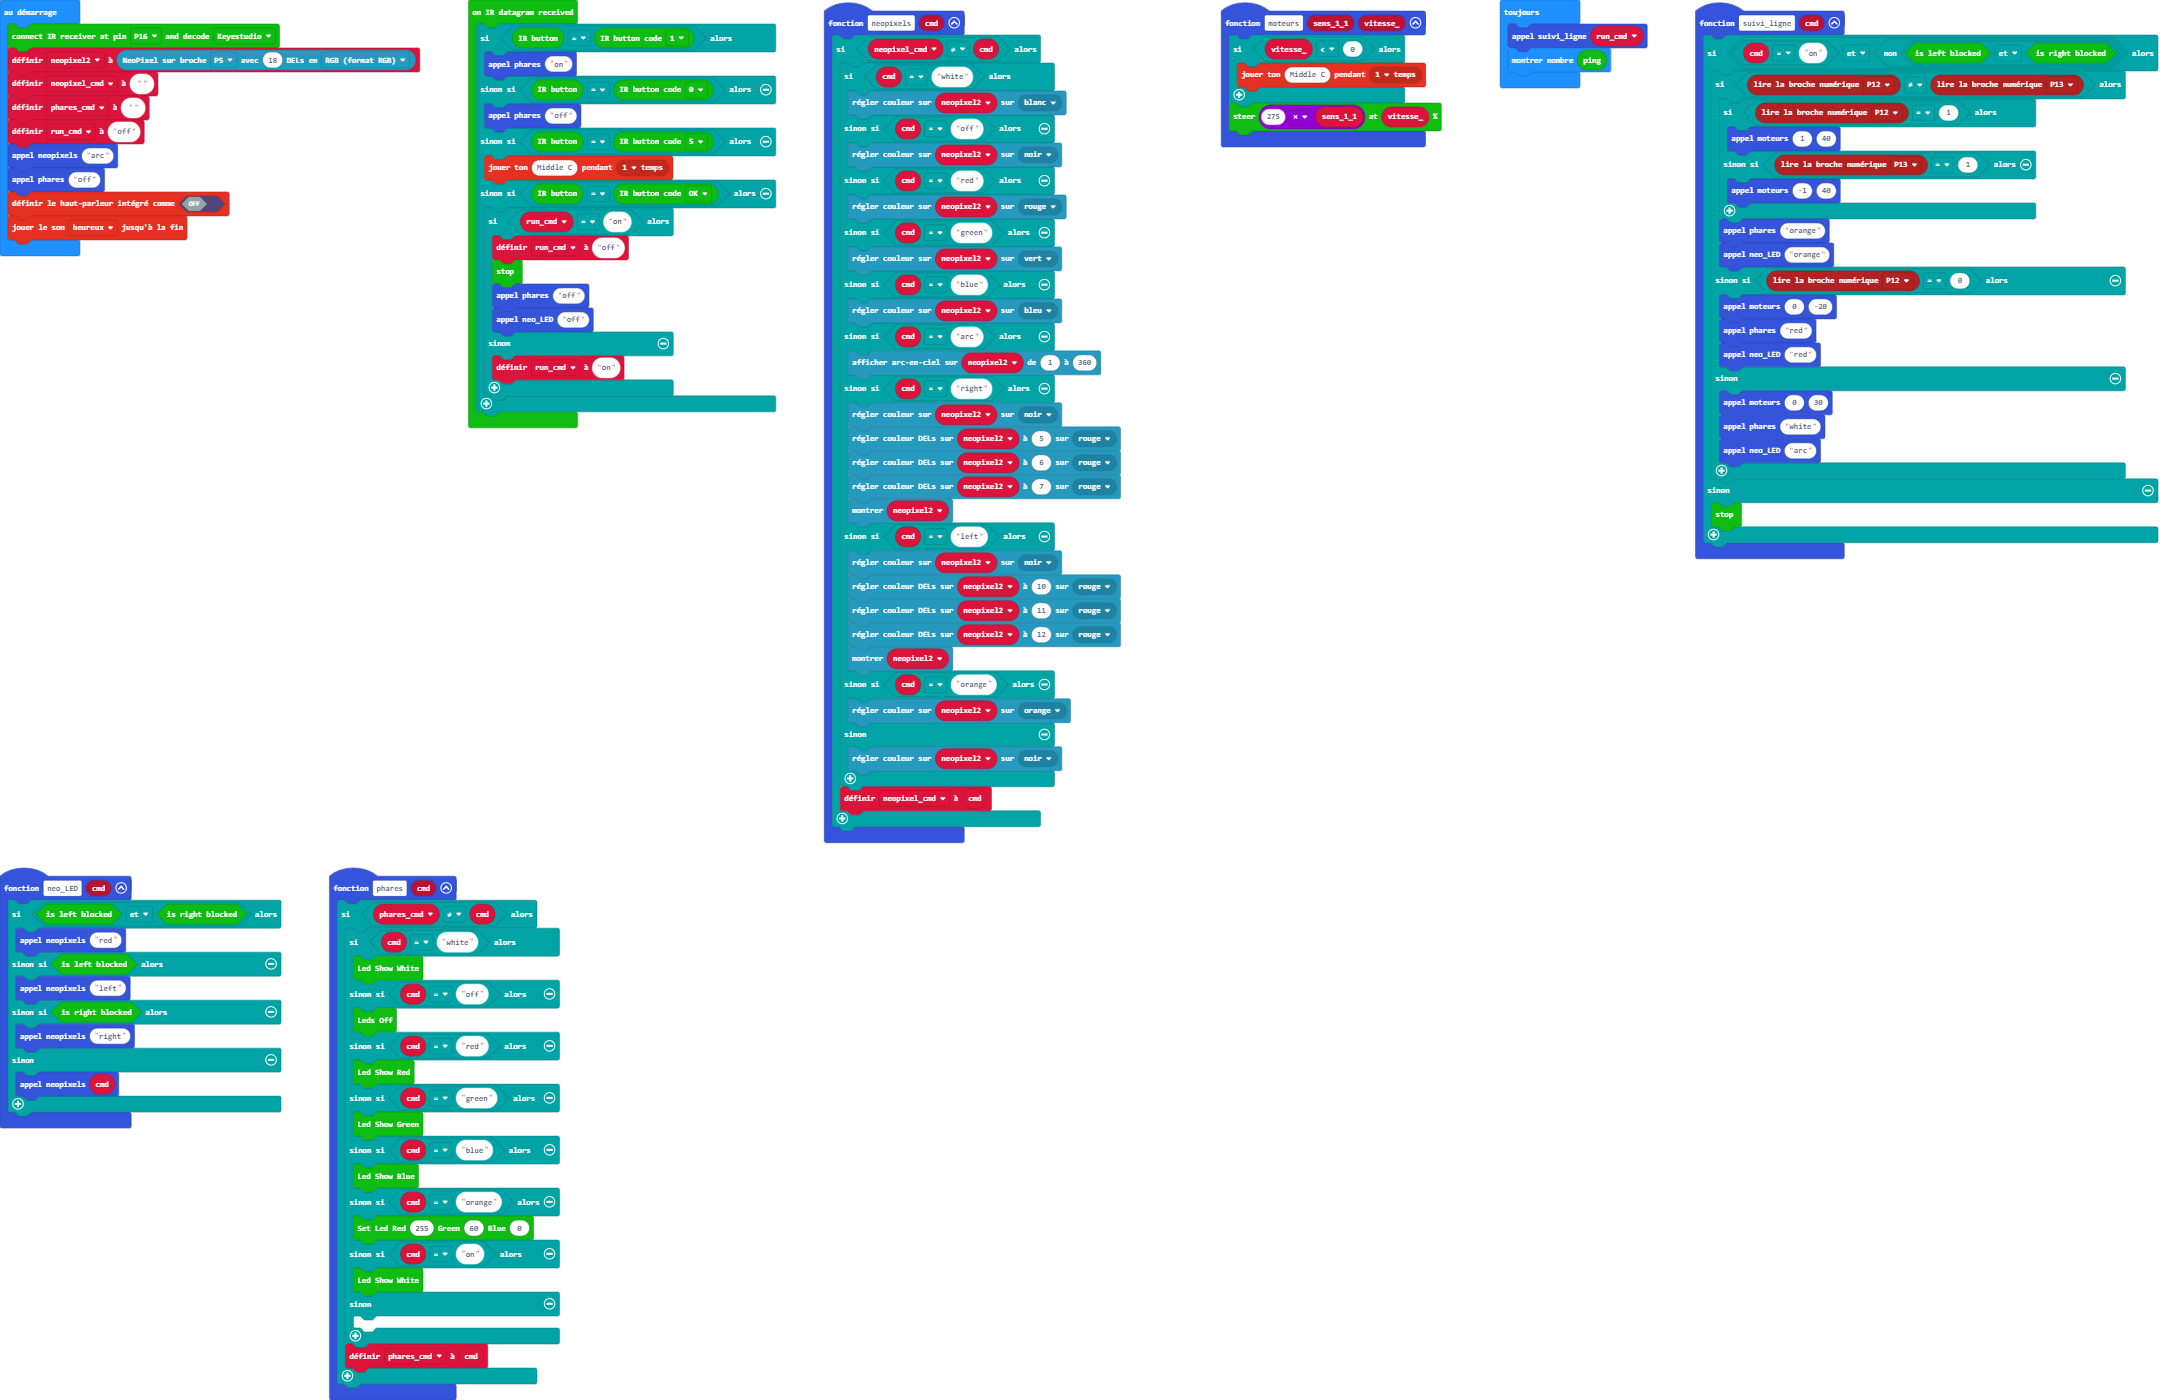 au démarrage
connect IR receiver at pin P16 and decode Keyestudio
définir neopixel2 à NeoPixel sur broche P5 avec 18 DELs en RGB (format RGB)
définir neopixel_cmd à " "
définir phares_cmd à " "
définir run_cmd à "off"
appel neopixels "arc"
appel phares "off"
définir le haut-parleur intégré comme OFF
jouer le son heureux jusqu'à la fin
on IR datagram received
si IR button = IR button code 1 alors
appel phares "on"
sinon si IR button = IR button code 0 alors
appel phares "off"
sinon si IR button = IR button code 5 alors
jouer ton Middle C pendant 1 temps
sinon si IR button = IR button code OK alors
si run_cmd = "on" alors
définir run_cmd à "off"
stop
appel phares "off"
appel neo_LED "off"
sinon
définir run_cmd à "on"
fonction neopixels cmd
si neopixel_cmd ≠ cmd alors
si cmd = "white" alors
régler couleur sur neopixel2 sur blanc
sinon si cmd = "off" alors
régler couleur sur neopixel2 sur noir
sinon si cmd = "red" alors
régler couleur sur neopixel2 sur rouge
sinon si cmd = "green" alors
régler couleur sur neopixel2 sur vert
sinon si cmd = "blue" alors
régler couleur sur neopixel2 sur bleu
sinon si cmd = "arc" alors
afficher arc-en-ciel sur neopixel2 de 1 à 360
sinon si cmd = "right" alors
régler couleur sur neopixel2 sur noir
régler couleur DELs sur neopixel2 à 5 sur rouge
régler couleur DELs sur neopixel2 à 6 sur rouge
régler couleur DELs sur neopixel2 à 7 sur rouge
montrer neopixel2
sinon si cmd = "left" alors
régler couleur sur neopixel2 sur noir
régler couleur DELs sur neopixel2 à 10 sur rouge
régler couleur DELs sur neopixel2 à 11 sur rouge
régler couleur DELs sur neopixel2 à 12 sur rouge
montrer neopixel2
sinon si cmd = "orange" alors
régler couleur sur neopixel2 sur orange
sinon
régler couleur sur neopixel2 sur noir
définir neopixel_cmd à cmd
fonction moteurs sens_1_1 vitesse_
si vitesse_ < 0 alors
jouer ton Middle C pendant 1 temps
steer 275 × sens_1_1 at vitesse_ %
toujours
appel suivi_ligne run_cmd
montrer nombre ping
fonction suivi_ligne cmd
si cmd = "on" et non is left blocked et is right blocked alors
si lire la broche numérique P12 ≠ lire la broche numérique P13 alors
si lire la broche numérique P12 = 1 alors
appel moteurs 1 40
sinon si lire la broche numérique P13 = 1 alors
appel moteurs -1 40
appel phares "orange"
appel neo_LED "orange"
sinon si lire la broche numérique P12 = 0 alors
appel moteurs 0 -20
appel phares "red"
appel neo_LED "red"
sinon
appel moteurs 0 30
appel phares "white"
appel neo_LED "arc"
sinon
stop
fonction neo_LED cmd
si is left blocked et is right blocked alors
appel neopixels "red"
sinon si is left blocked alors
appel neopixels "left"
sinon si is right blocked alors
appel neopixels "right"
sinon
appel neopixels cmd
fonction phares cmd
si phares_cmd ≠ cmd alors
si cmd = "white" alors
Led Show White
sinon si cmd = "off" alors
Leds Off
sinon si cmd = "red" alors
Led Show Red
sinon si cmd = "green" alors
Led Show Green
sinon si cmd = "blue" alors
Led Show Blue
sinon si cmd = "orange" alors
Set Led Red 255 Green 60 Blue 0
sinon si cmd = "on" alors
Led Show White
sinon
définir phares_cmd à cmd